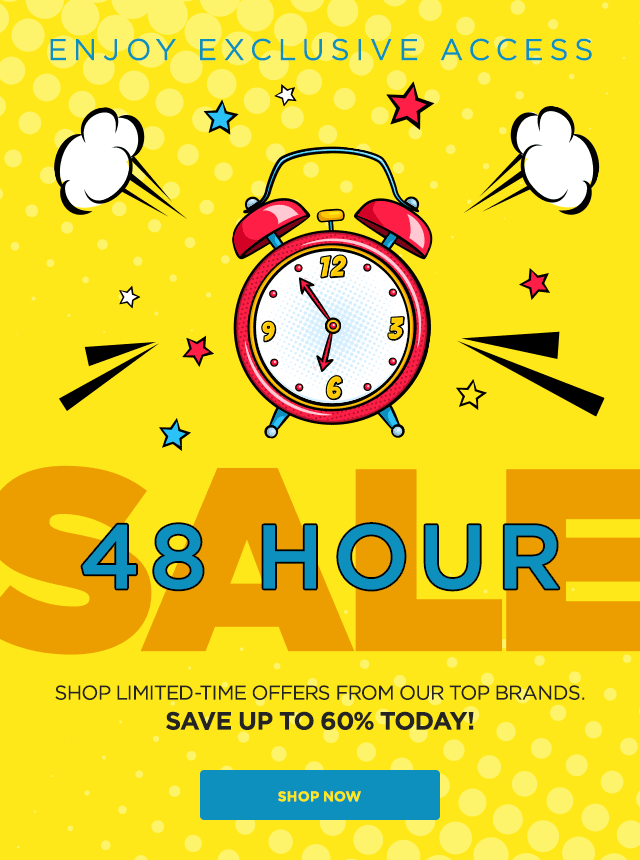 ENJOY EXCLUSIVE ACCESS
12
9
3
6
SALE
48 HOUR
SHOP LIMITED-TIME OFFERS FROM OUR TOP BRANDS.
SAVE UP TO 60% TODAY!
SHOP NOW